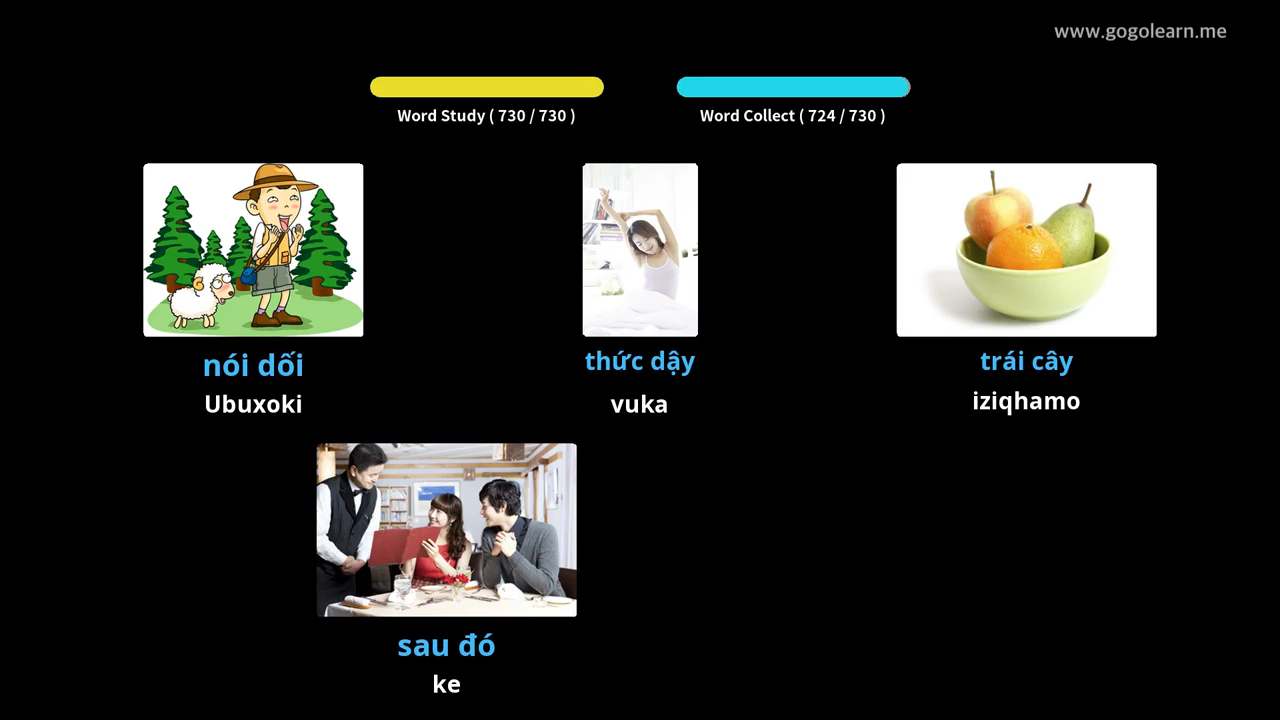 www.gogolearn.me
Word Study ( 730 / 730 )
Word Collect ( 724 / 730 )
nói dối
Ubuxoki
thức dậy
vuka
trái cây
iziqhamo
sau đó
ke